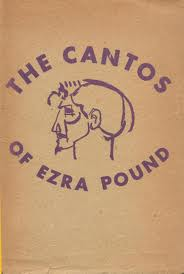 THE CANTOS
OF EZRA POUND